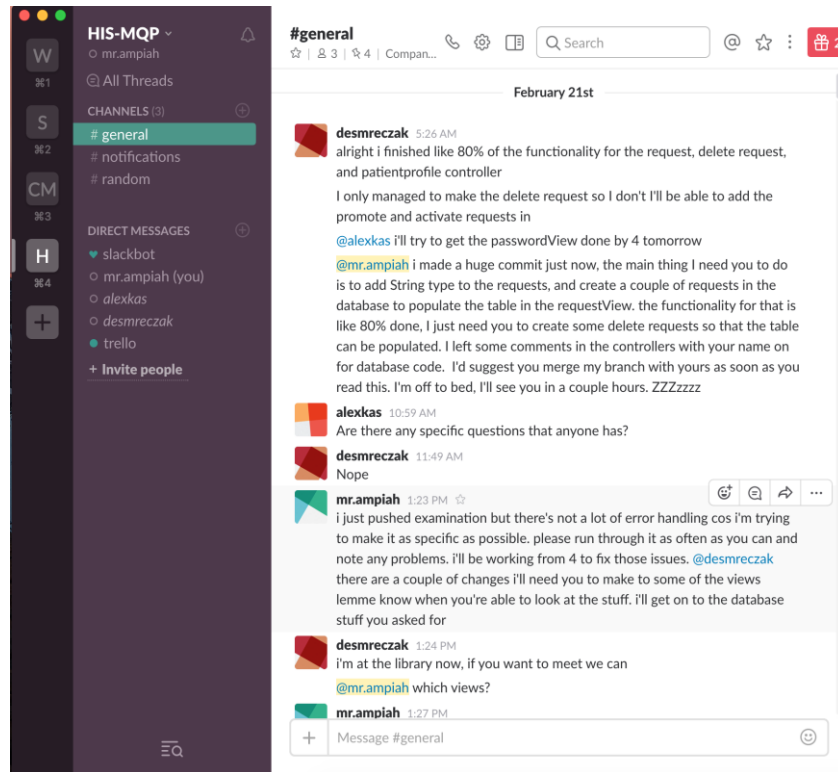 HIS-MQP
mr.ampiah
All Threads
CHANNELS (3)
# general
# notifications
# random
DIRECT MESSAGES
slackbot
mr.ampiah (you)
alexkas
desmreczak
trello
+ Invite people
W
⌘1
S
⌘2
CM
⌘3
H
⌘4
+
#general
3 | 4 | Compan...
Search
2
February 21st
desmreczak 5:26 AM
alright i finished like 80% of the functionality for the request, delete request,
and patientprofile controller
I only managed to make the delete request so I don't I'll be able to add the
promote and activate requests in
@alexkas i'll try to get the passwordView done by 4 tomorrow
@mr.ampiah i made a huge commit just now, the main thing I need you to do
is to add String type to the requests, and create a couple of requests in the
database to populate the table in the requestView. the functionality for that is
like 80% done, I just need you to create some delete requests so that the table
can be populated. I left some comments in the controllers with your name on
for database code.  I'd suggest you merge my branch with yours as soon as you
read this. I'm off to bed, I'll see you in a couple hours. ZZZzzzz
alexkas 10:59 AM
Are there any specific questions that anyone has?
desmreczak 11:49 AM
Nope
mr.ampiah 1:23 PM
i just pushed examination but there's not a lot of error handling cos i'm trying
to make it as specific as possible. please run through it as often as you can and
note any problems. i'll be working from 4 to fix those issues. @desmreczak
there are a couple of changes i'll need you to make to some of the views
lemme know when you're able to look at the stuff. i'll get on to the database
stuff you asked for
desmreczak 1:24 PM
i'm at the library now, if you want to meet we can
@mr.ampiah which views?
mr.ampiah 1:27 PM
+ Message #general